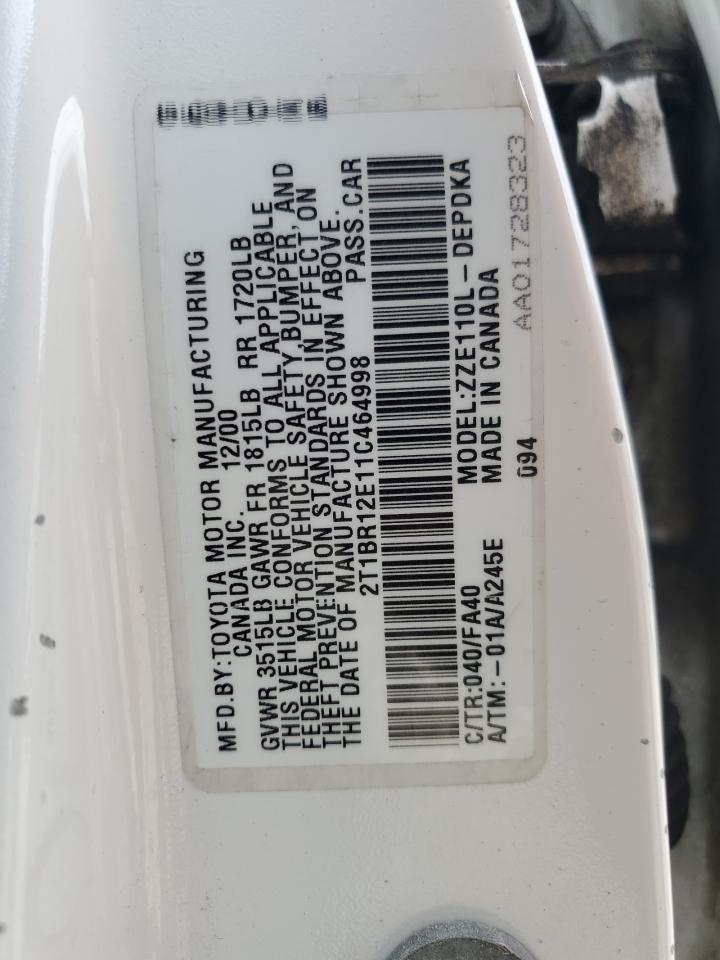 MFD.BY:TOYOTA MOTOR MANUFACTURING
CANADA INC. 12/00
GVWR 3515LB GAWR FR 1815LB RR 1720LB
THIS VEHICLE CONFORMS TO ALL APPLICABLE
FEDERAL MOTOR VEHICLE SAFETY, BUMPER, AND
THEFT PREVENTION STANDARDS IN EFFECT ON
THE DATE OF MANUFACTURE SHOWN ABOVE.
2T1BR12E11C464998 PASS.CAR
C/TR:040/FA40 MODEL:ZZE110L-DEPDKA
A/TM:-01A/A245E MADE IN CANADA
094 AA01728323